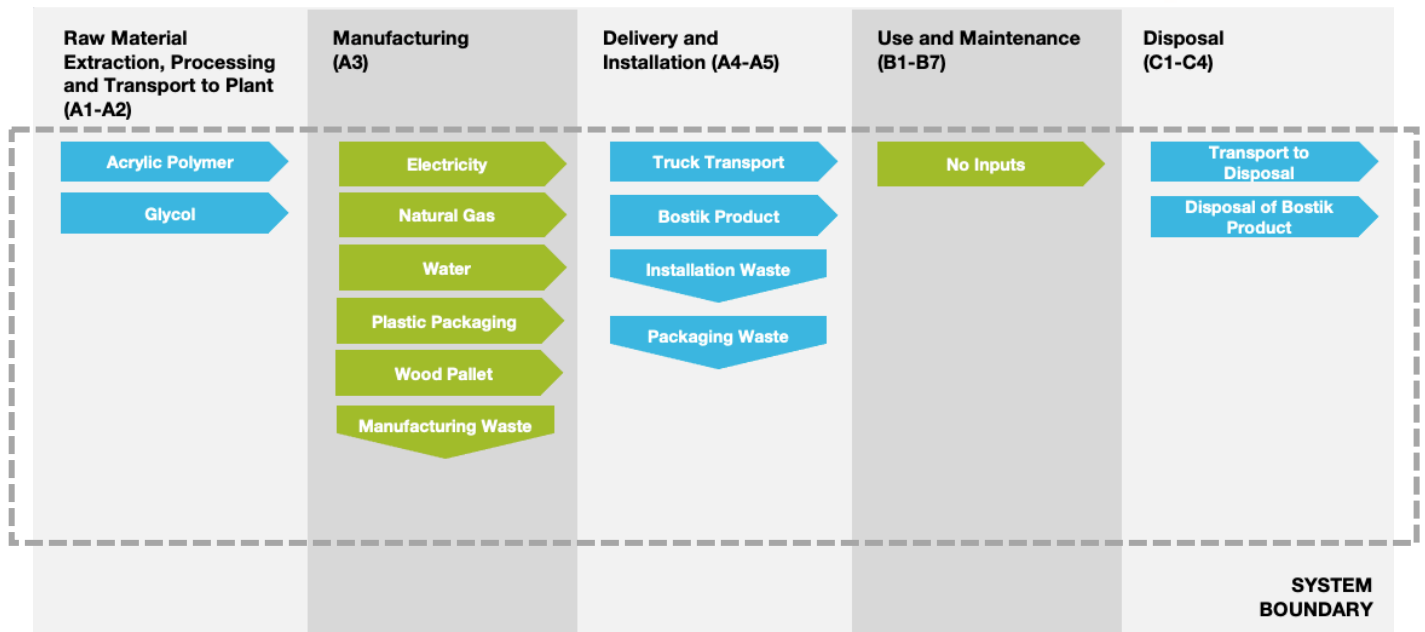 Raw Material
Extraction, Processing
and Transport to Plant
(A1-A2)
Acrylic Polymer
Glycol
Manufacturing
(A3)
Electricity
Natural Gas
Water
Plastic Packaging
Wood Pallet
Manufacturing Waste
Delivery and
Installation (A4-A5)
Truck Transport
Bostik Product
Installation Waste
Packaging Waste
Use and Maintenance
(B1-B7)
No Inputs
Disposal
(C1-C4)
Transport to
Disposal
Disposal of Bostik
Product
SYSTEM
BOUNDARY